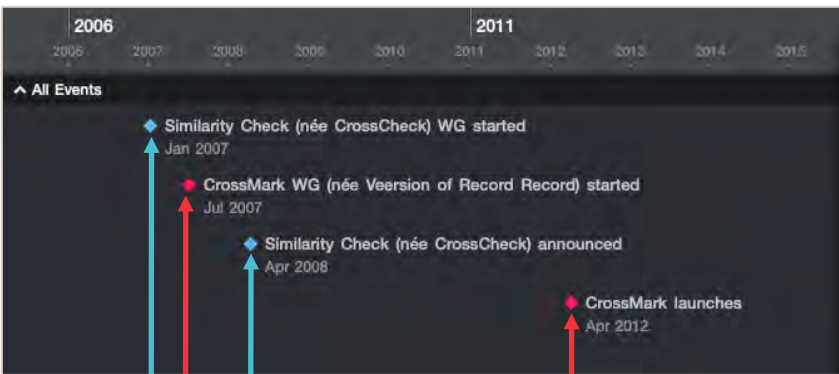 2006 2011
2006 2007 2008 2009 2010 2011 2012 2013 2014 2015
All Events
Similarity Check (née CrossCheck) WG started
Jan 2007
CrossMark WG (née Veersion of Record Record) started
Jul 2007
Similarity Check (née CrossCheck) announced
Apr 2008
CrossMark launches
Apr 2012